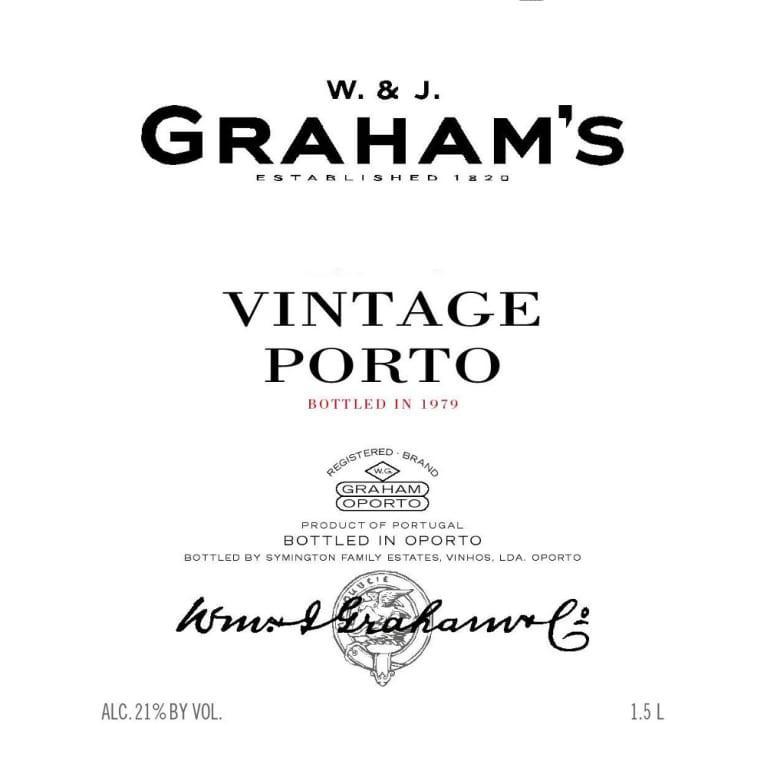 W. & J.
GRAHAM'S
ESTABLISHED 1820
VINTAGE
PORTO
BOTTLED IN 1979
REGISTERED · BRAND
W.G.
GRAHAM
OPORTO
PRODUCT OF PORTUGAL
BOTTLED IN OPORTO
BOTTLED BY SYMINGTON FAMILY ESTATES, VINHOS, LDA. OPORTO
Wm. & J Graham & Co
ALC. 21% BY VOL.
1.5 L